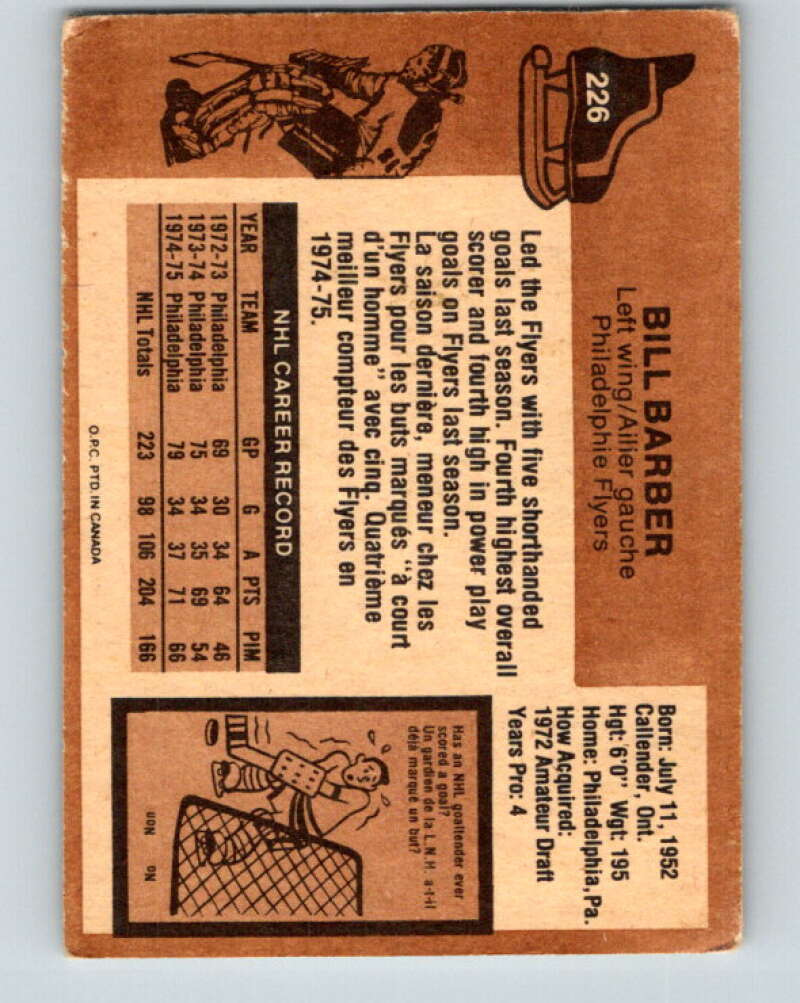 226
BILL BARBER
Left wing/Ailier gauche
Philadelphie Flyers
Born: July 11, 1952
Callender, Ont.
Hgt: 6'0" Wgt: 195
Home: Philadelphia, Pa.
How Acquired:
1972 Amateur Draft
Years Pro: 4
Led the Flyers with five shorthanded
goals last season. Fourth highest overall
scorer and fourth high in power play
goals on Flyers last season.
La saison dernière, meneur chez les
Flyers pour les buts marqués "à court
d'un homme" avec cinq. Quatrième
meilleur compteur des Flyers en
1974-75.
NHL CAREER RECORD
YEAR TEAM GP G A PTS PIM
1972-73 Philadelphia 69 30 34 64 46
1973-74 Philadelphia 75 34 35 69 54
1974-75 Philadelphia 79 34 37 71 66
NHL Totals 223 98 106 204 166
Has an NHL goaltender ever
scored a goal?
Un gardien de la L.N.H. a-t-il
déjà marqué un but?
No
NON
O.P.C. PTD. IN CANADA